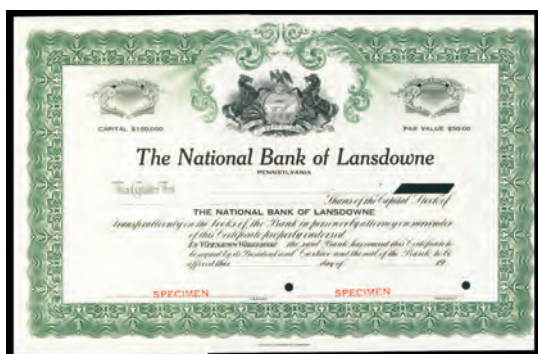 CAPITAL $150,000
PAR VALUE $50.00
The National Bank of Lansdowne
PENNSYLVANIA
This Certifies That
Shares of the Capital Stock of
THE NATIONAL BANK OF LANSDOWNE
transferable only on the books of the Bank in person or by attorney on surrender
of this Certificate properly endorsed.
In Witness Whereof the said Bank has caused this Certificate to
be signed by its President and Cashier and the seal of the Bank to be
affixed this day of 19
SPECIMEN SPECIMEN